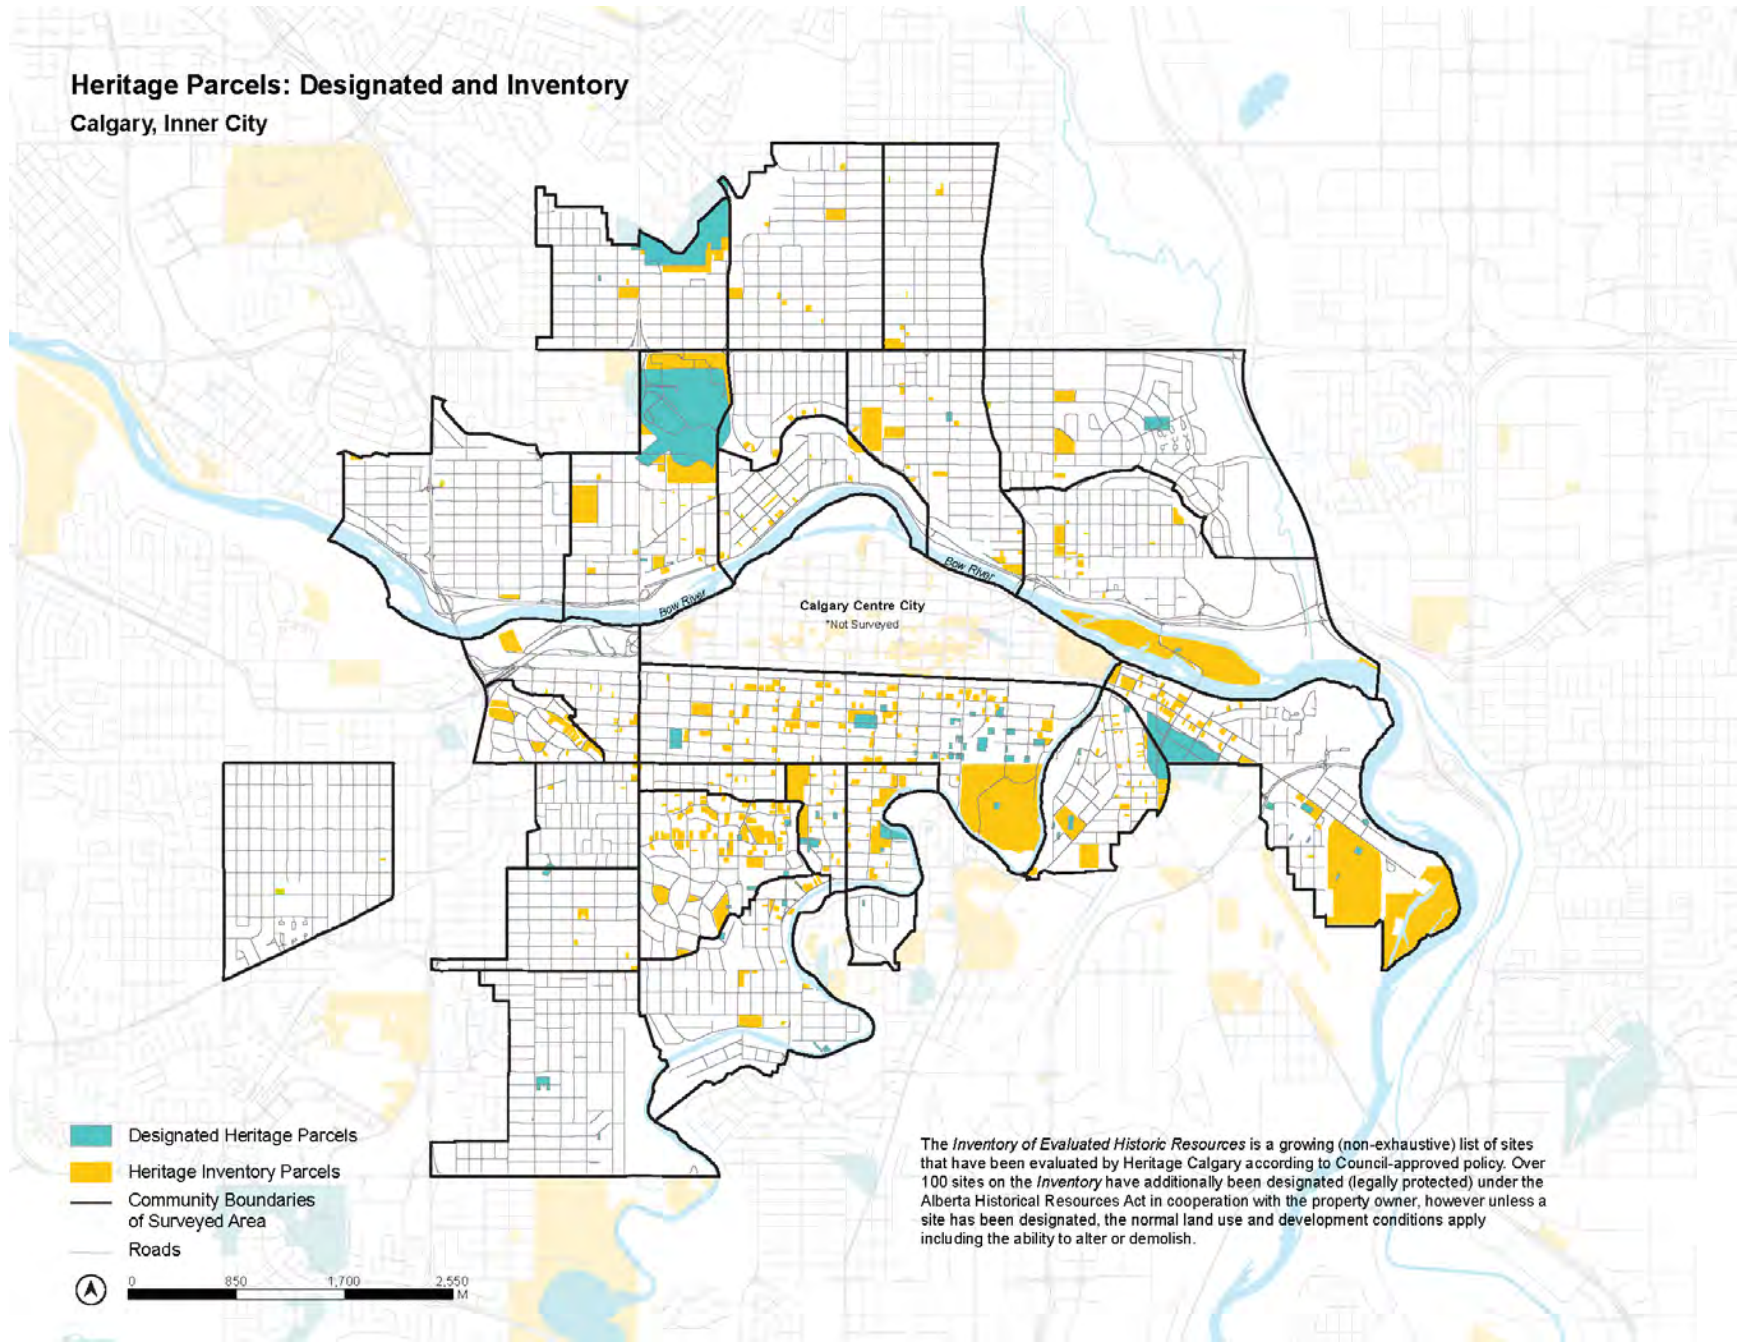 Heritage Parcels: Designated and Inventory
Calgary, Inner City
Bow River
Bow River
Calgary Centre City
*Not Surveyed
Designated Heritage Parcels
Heritage Inventory Parcels
Community Boundaries
of Surveyed Area
Roads
0 850 1,700 2,550
M
The Inventory of Evaluated Historic Resources is a growing (non-exhaustive) list of sites
that have been evaluated by Heritage Calgary according to Council-approved policy. Over
100 sites on the Inventory have additionally been designated (legally protected) under the
Alberta Historical Resources Act in cooperation with the property owner, however unless a
site has been designated, the normal land use and development conditions apply
including the ability to alter or demolish.